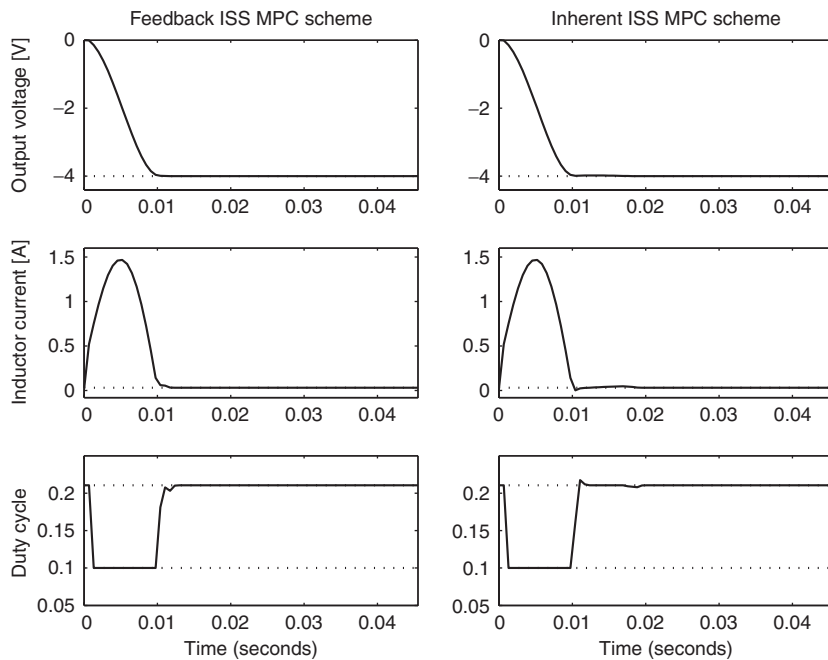 Feedback ISS MPC scheme
Output voltage [V]
0
−2
−4
0 0.01 0.02 0.03 0.04
Inductor current [A]
1.5
1
0.5
0
0 0.01 0.02 0.03 0.04
Duty cycle
0.2
0.15
0.1
0.05
0 0.01 0.02 0.03 0.04
Time (seconds)
Inherent ISS MPC scheme
0
−2
−4
0 0.01 0.02 0.03 0.04
1.5
1
0.5
0
0 0.01 0.02 0.03 0.04
0.2
0.15
0.1
0.05
0 0.01 0.02 0.03 0.04
Time (seconds)